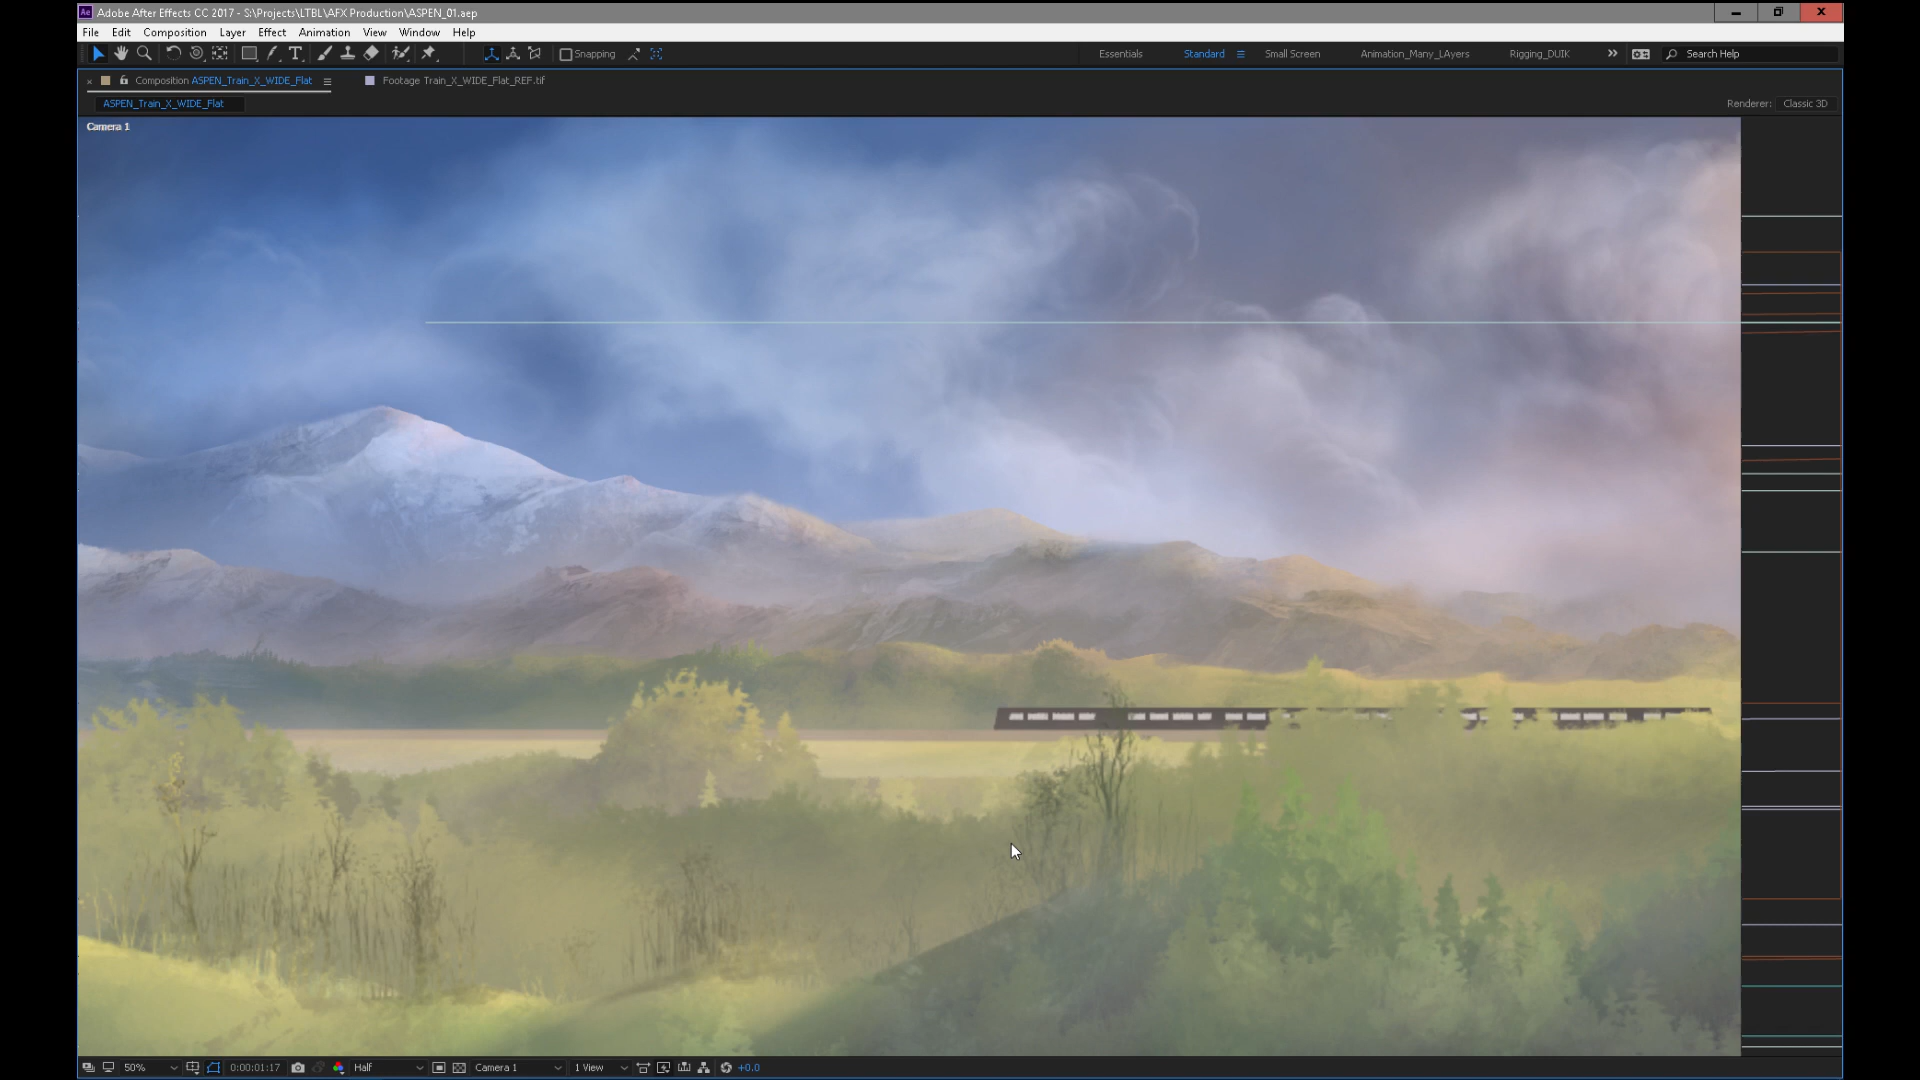 Ae Adobe After Effects CC 2017 - S:\Projects\LTBL\AFX Production\ASPEN_01.aep
File Edit Composition Layer Effect Animation View Window Help
T Snapping Essentials Standard Small Screen Animation_Many_LAyers Rigging_DUIK Search Help
Composition ASPEN_Train_X_WIDE_Flat Footage Train_X_WIDE_Flat_REF.tif
ASPEN_Train_X_WIDE_Flat Renderer: Classic 3D
Camera 1
50% 0:00:01:17 Half Camera 1 1 View +0.0